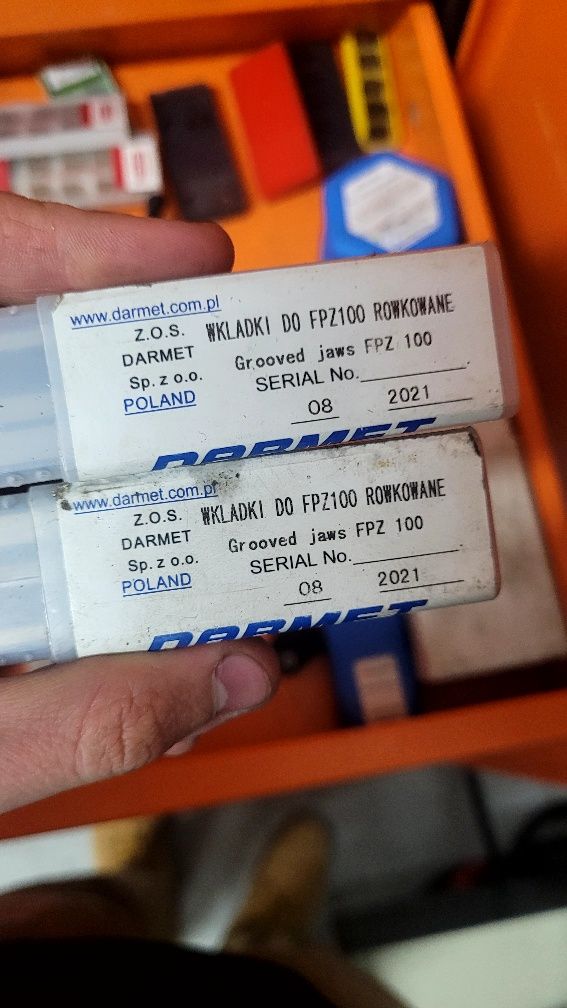 www.darmet.com.pl
Z.O.S. WKLADKI DO FPZ100 ROWKOWANE
DARMET Grooved jaws FPZ 100
Sp. z o.o. SERIAL No.
POLAND 08 2021
DARMET
www.darmet.com.pl
Z.O.S. WKLADKI DO FPZ100 ROWKOWANE
DARMET Grooved jaws FPZ 100
Sp. z o.o. SERIAL No.
POLAND 08 2021
DARMET